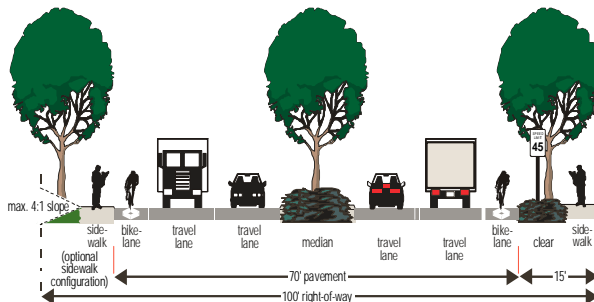 SPEED
LIMIT
45
max. 4:1 slope
side-
walk
(optional
sidewalk
configuration)
bike-
lane
travel
lane
travel
lane
median
travel
lane
travel
lane
bike-
lane
clear
side-
walk
70' pavement
15'
100' right-of-way